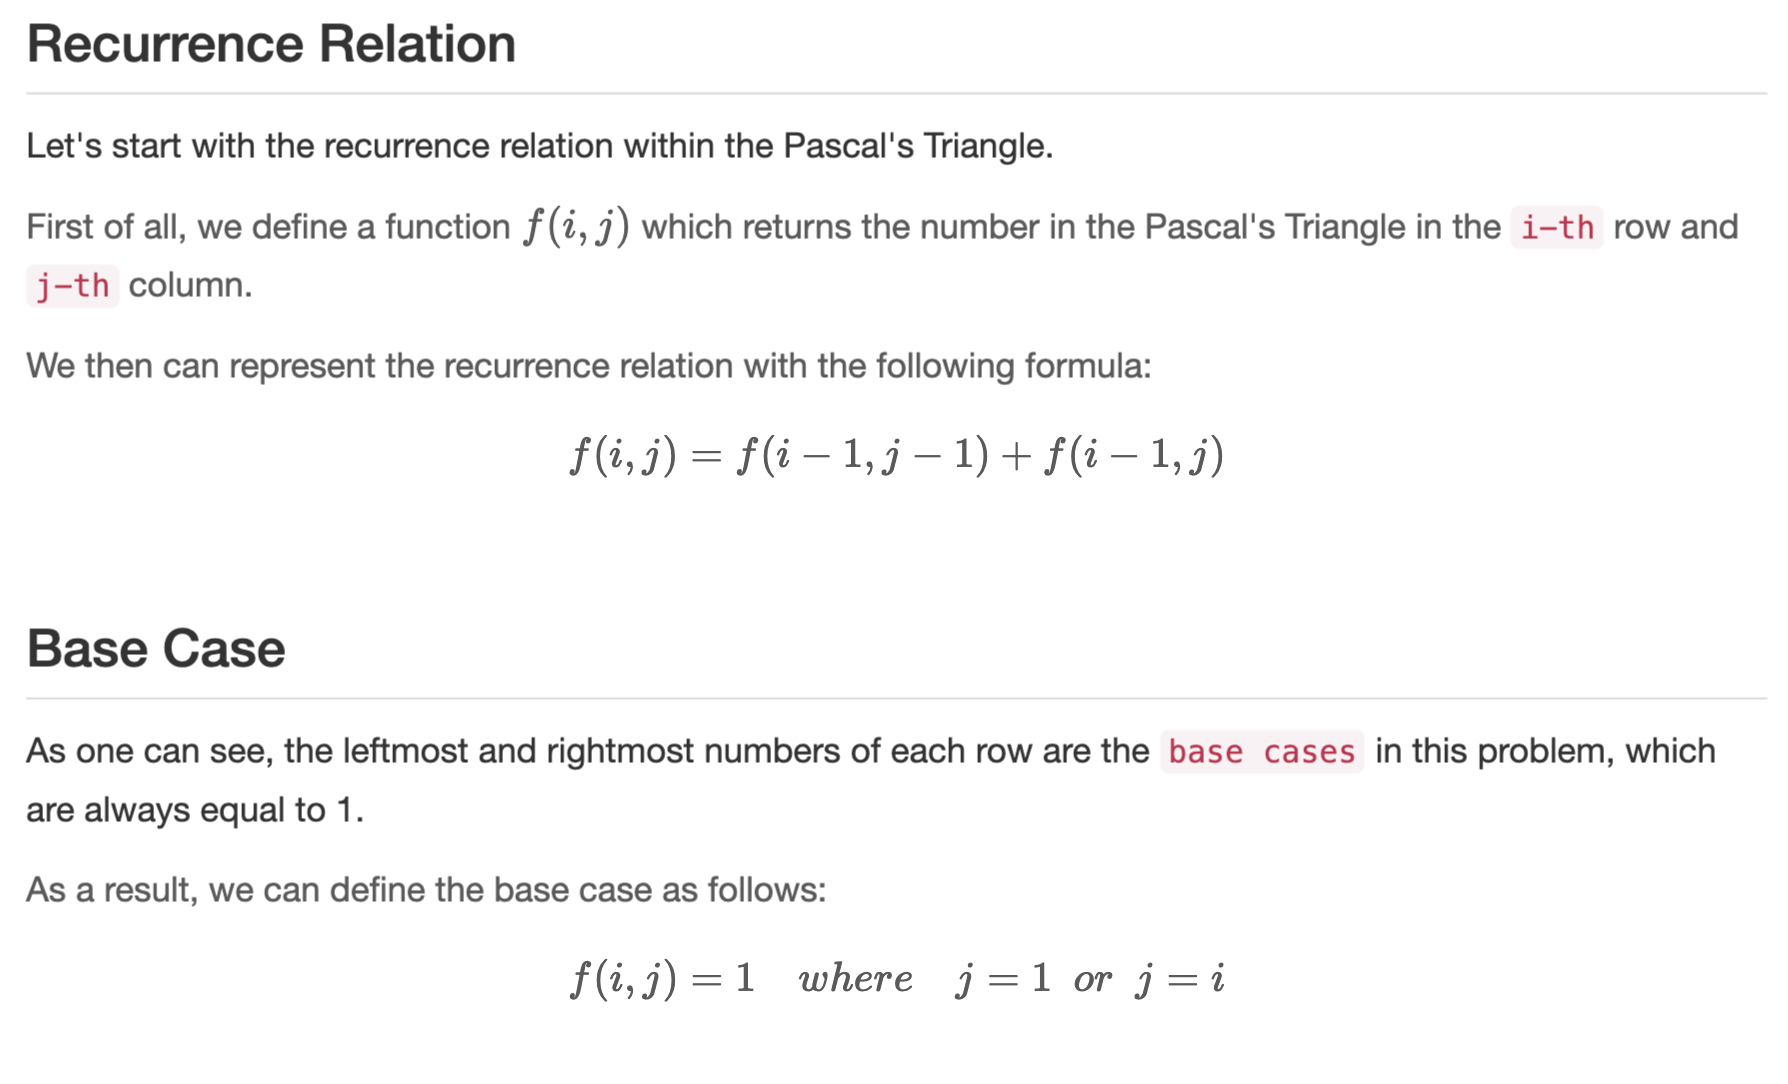 Recurrence Relation
Let's start with the recurrence relation within the Pascal's Triangle.
First of all, we define a function f(i, j) which returns the number in the Pascal's Triangle in the i-th row and
j-th column.
We then can represent the recurrence relation with the following formula:
f(i, j) = f(i − 1, j − 1) + f(i − 1, j)
Base Case
As one can see, the leftmost and rightmost numbers of each row are the base cases in this problem, which
are always equal to 1.
As a result, we can define the base case as follows:
f(i, j) = 1 where j = 1 or j = i